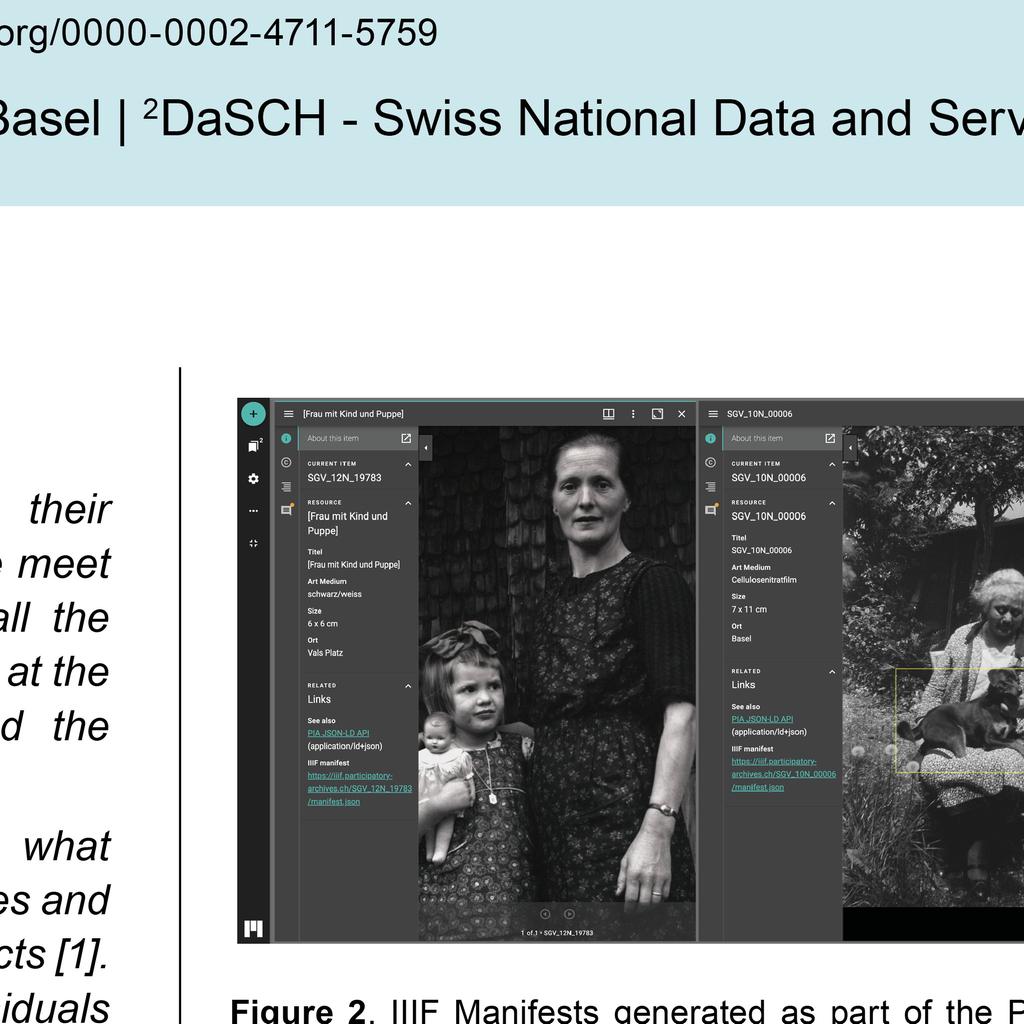 org/0000-0002-4711-5759
Basel | ²DaSCH - Swiss National Data and Serv
their
e meet
all the
at the
d the
what
es and
cts [1].
iduals
2
[Frau mit Kind und Puppe]
About this item
CURRENT ITEM
SGV_12N_19783
RESOURCE
[Frau mit Kind und
Puppe]
Titel
[Frau mit Kind und Puppe]
Art Medium
schwarz/weiss
Size
6 x 6 cm
Ort
Vals Platz
RELATED
Links
See also
PIA JSON-LD API
(application/ld+json)
IIIF manifest
https://iiif.participatory-
archives.ch/SGV_12N_19783
/manifest.json
1 of 1 • SGV_12N_19783
SGV_10N_00006
About this item
CURRENT ITEM
SGV_10N_00006
RESOURCE
SGV_10N_00006
Titel
SGV_10N_00006
Art Medium
Cellulosenitratfilm
Size
7 x 11 cm
Ort
Basel
RELATED
Links
See also
PIA JSON-LD API
(application/ld+json)
IIIF manifest
https://iiif.participatory-
archives.ch/SGV_10N_00006
/manifest.json
Figure 2. IIIF Manifests generated as part of the P